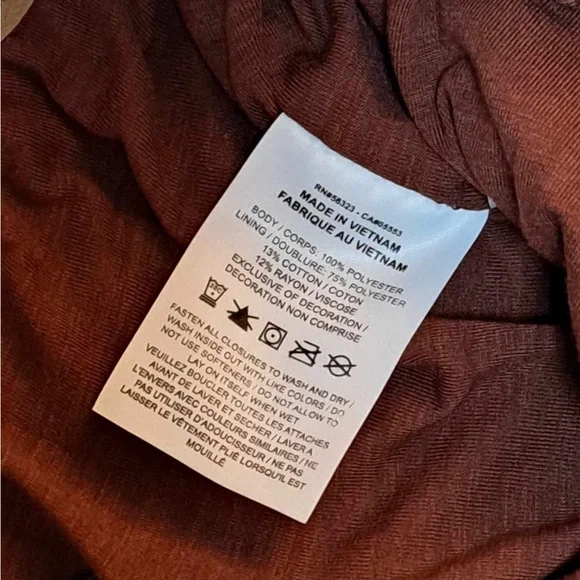 RN#56323 - CA#05553
MADE IN VIETNAM
FABRIQUE AU VIETNAM
BODY / CORPS: 100% POLYESTER
LINING / DOUBLURE: 75% POLYESTER
13% COTTON / COTON
12% RAYON / VISCOSE
EXCLUSIVE OF DECORATION /
DECORATION NON COMPRISE
FASTEN ALL CLOSURES TO WASH AND DRY /
WASH INSIDE OUT WITH LIKE COLORS / DO
NOT USE SOFTENERS / DO NOT IRON /
LAY ON ITSELF WHEN WET
VEUILLEZ BOUCLER TOUTES LES ATTACHES
AVANT DE LAVER ET SECHER / LAVER A
L'ENVERS AVEC COULEURS SIMILAIRES / NE
PAS UTILISER D'ADOUCISSEUR / NE PAS
LAISSER LE VÊTEMENT PLIÉ LORSQU'IL EST
MOUILLÉ